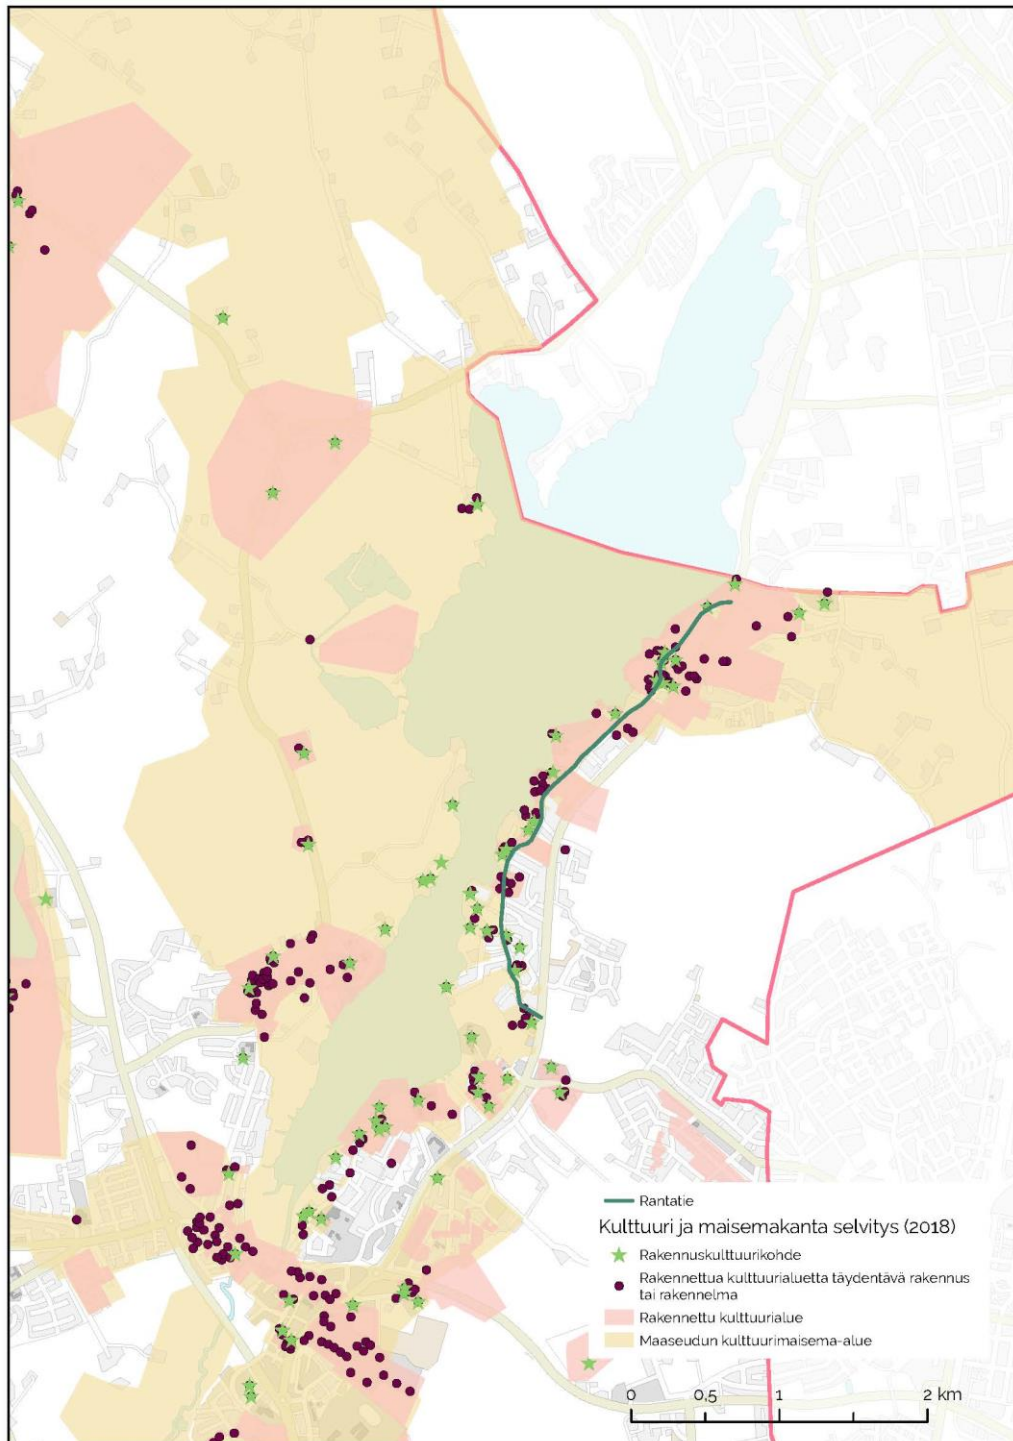 Rantatie
Kulttuuri ja maisemakanta selvitys (2018)
Rakennuskulttuurikohde
Rakennettua kulttuurialuetta täydentävä rakennus
tai rakennelma
Rakennettu kulttuurialue
Maaseudun kulttuurimaisema-alue
0 0,5 1 2 km